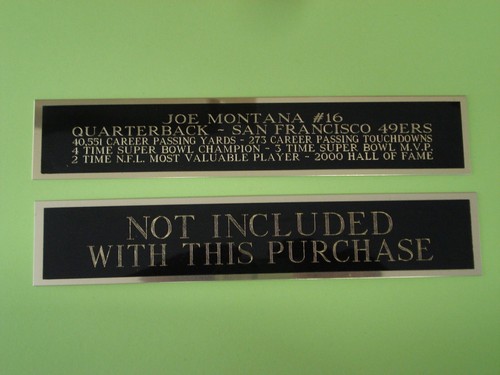 JOE MONTANA #16
QUARTERBACK - SAN FRANCISCO 49ERS
40,551 CAREER PASSING YARDS - 273 CAREER PASSING TOUCHDOWNS
4 TIME SUPER BOWL CHAMPION - 3 TIME SUPER BOWL M.V.P.
2 TIME N.F.L. MOST VALUABLE PLAYER - 2000 HALL OF FAME
NOT INCLUDED
WITH THIS PURCHASE